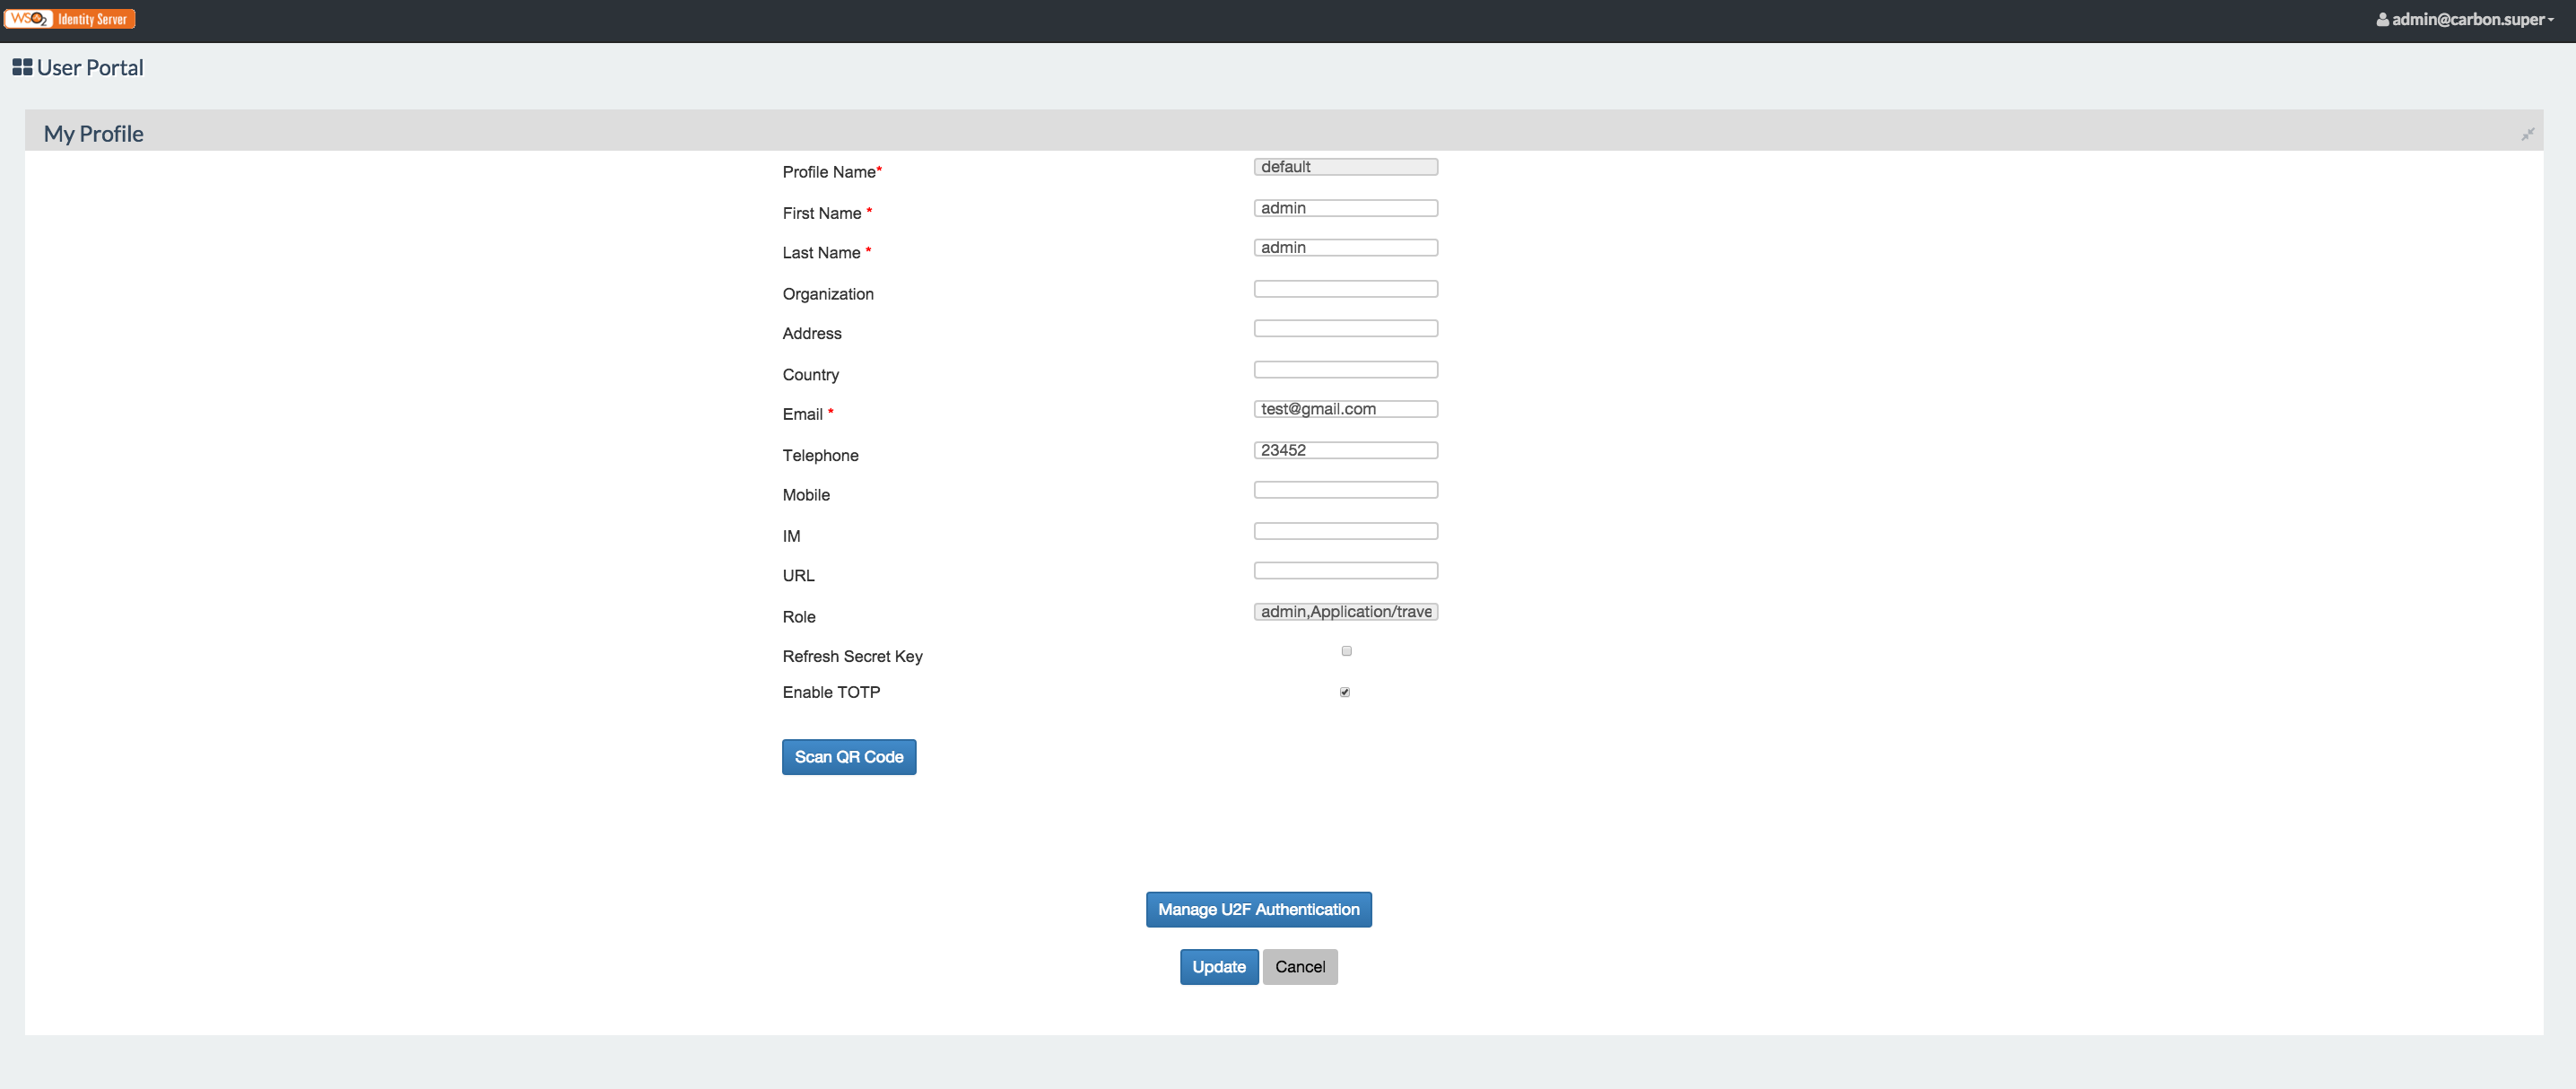 WSO2 Identity Server
admin@carbon.super
User Portal
My Profile
Profile Name* default
First Name * admin
Last Name * admin
Organization
Address
Country
Email * test@gmail.com
Telephone 23452
Mobile
IM
URL
Role admin,Application/trave
Refresh Secret Key
Enable TOTP
Scan QR Code
Manage U2F Authentication
Update Cancel